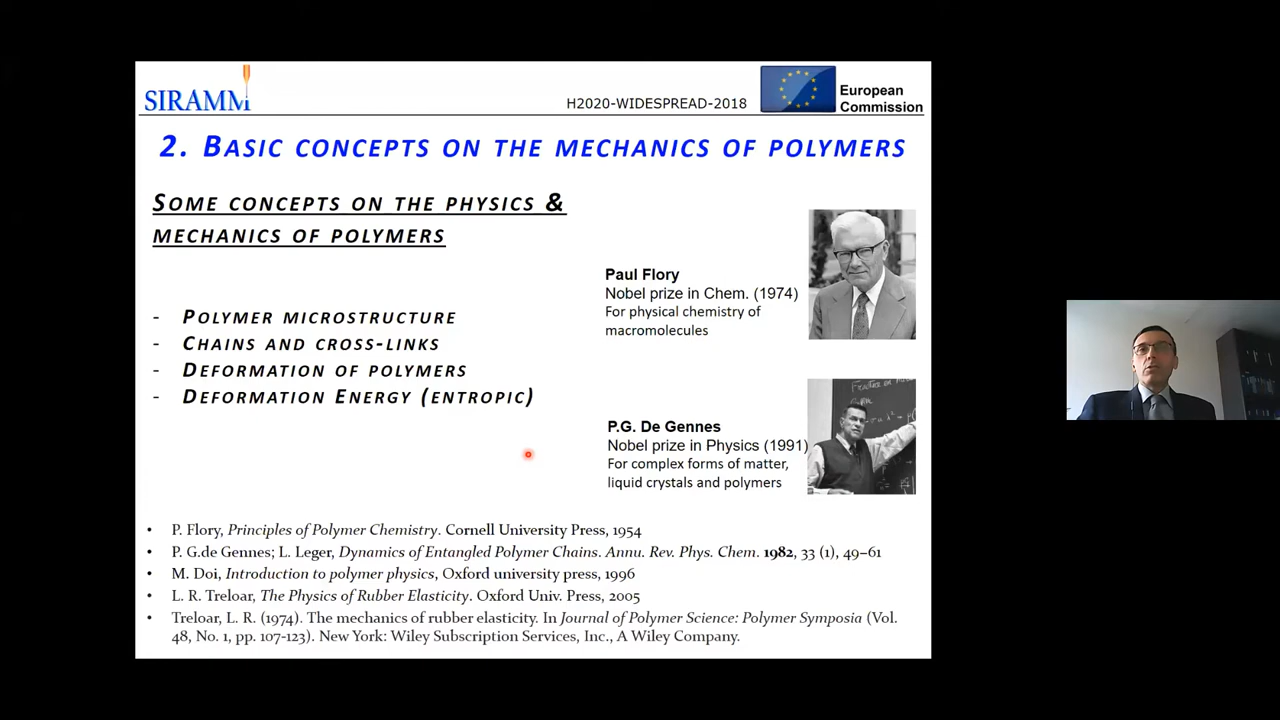 SIRAMM
H2020-WIDESPREAD-2018
European
Commission
2. BASIC CONCEPTS ON THE MECHANICS OF POLYMERS
SOME CONCEPTS ON THE PHYSICS &
MECHANICS OF POLYMERS
- POLYMER MICROSTRUCTURE
- CHAINS AND CROSS-LINKS
- DEFORMATION OF POLYMERS
- DEFORMATION ENERGY (ENTROPIC)
Paul Flory
Nobel prize in Chem. (1974)
For physical chemistry of
macromolecules
P.G. De Gennes
Nobel prize in Physics (1991)
For complex forms of matter,
liquid crystals and polymers
• P. Flory, Principles of Polymer Chemistry. Cornell University Press, 1954
• P. G.de Gennes; L. Leger, Dynamics of Entangled Polymer Chains. Annu. Rev. Phys. Chem. 1982, 33 (1), 49–61
• M. Doi, Introduction to polymer physics, Oxford university press, 1996
• L. R. Treloar, The Physics of Rubber Elasticity. Oxford Univ. Press, 2005
• Treloar, L. R. (1974). The mechanics of rubber elasticity. In Journal of Polymer Science: Polymer Symposia (Vol.
48, No. 1, pp. 107-123). New York: Wiley Subscription Services, Inc., A Wiley Company.